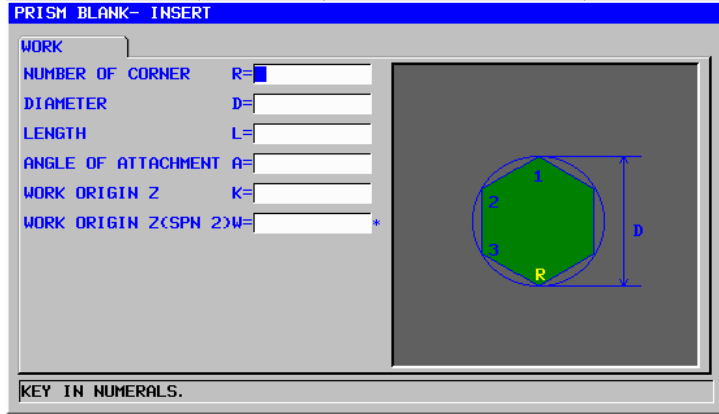 PRISM BLANK- INSERT
WORK
NUMBER OF CORNER R=
DIAMETER D=
LENGTH L=
ANGLE OF ATTACHMENT A=
WORK ORIGIN Z K=
WORK ORIGIN Z(SPN 2)W= *
1
2
D
3
R
KEY IN NUMERALS.